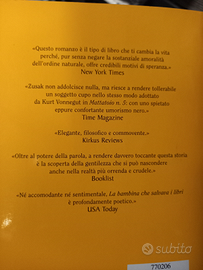 «Questo romanzo è il tipo di libro che ti cambia la vita
perché, pur senza negare la sostanziale amoralità
dell'ordine naturale, offre credibili motivi di speranza.»
New York Times
«Zusak non addolcisce nulla, ma riesce a rendere tollerabile
un soggetto cupo nello stesso modo adottato
da Kurt Vonnegut in Mattatoio n. 5: con uno spietato
eppure confortante umorismo nero.»
Time Magazine
«Elegante, filosofico e commovente.»
Kirkus Reviews
«Oltre al potere della parola, a rendere davvero toccante questa storia
è la scoperta della gentilezza che si può nascondere
anche nella realtà più orrenda e crudele.»
Booklist
«Né accomodante né sentimentale, La bambina che salvava i libri
è profondamente poetico.»
USA Today
770206
subito